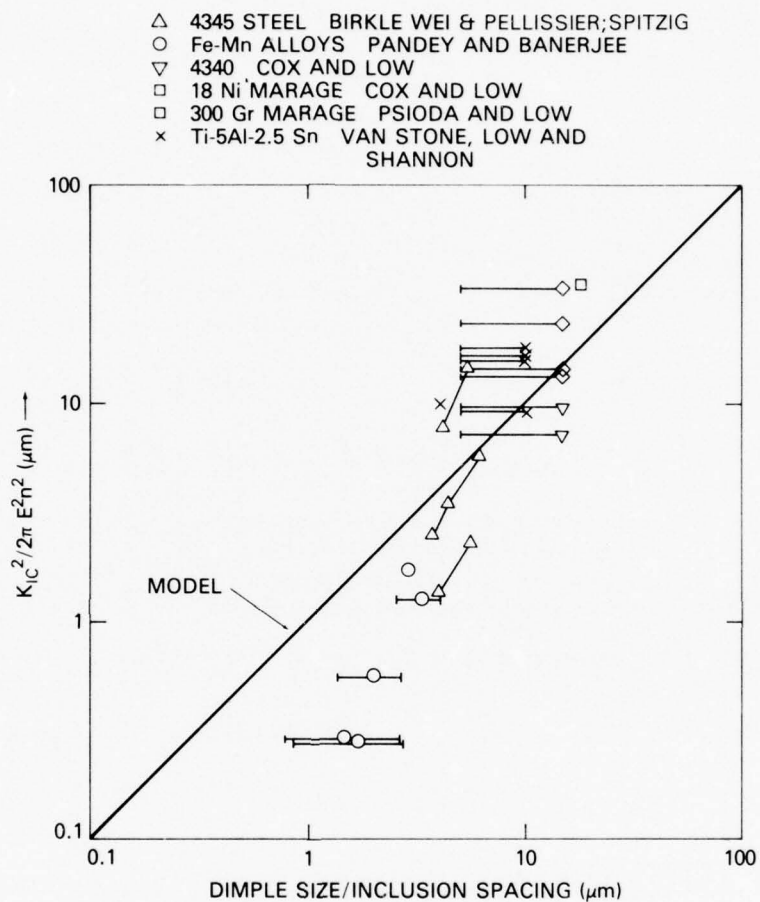 △ 4345 STEEL BIRKLE WEI & PELLISSIER;SPITZIG
○ Fe-Mn ALLOYS PANDEY AND BANERJEE
▽ 4340 COX AND LOW
□ 18 Ni MARAGE COX AND LOW
□ 300 Gr MARAGE PSIODA AND LOW
× Ti-5Al-2.5 Sn VAN STONE, LOW AND
SHANNON
100
10
1
0.1
K_IC²/2π E²n² (μm) →
MODEL
0.1 1 10 100
DIMPLE SIZE/INCLUSION SPACING (μm)